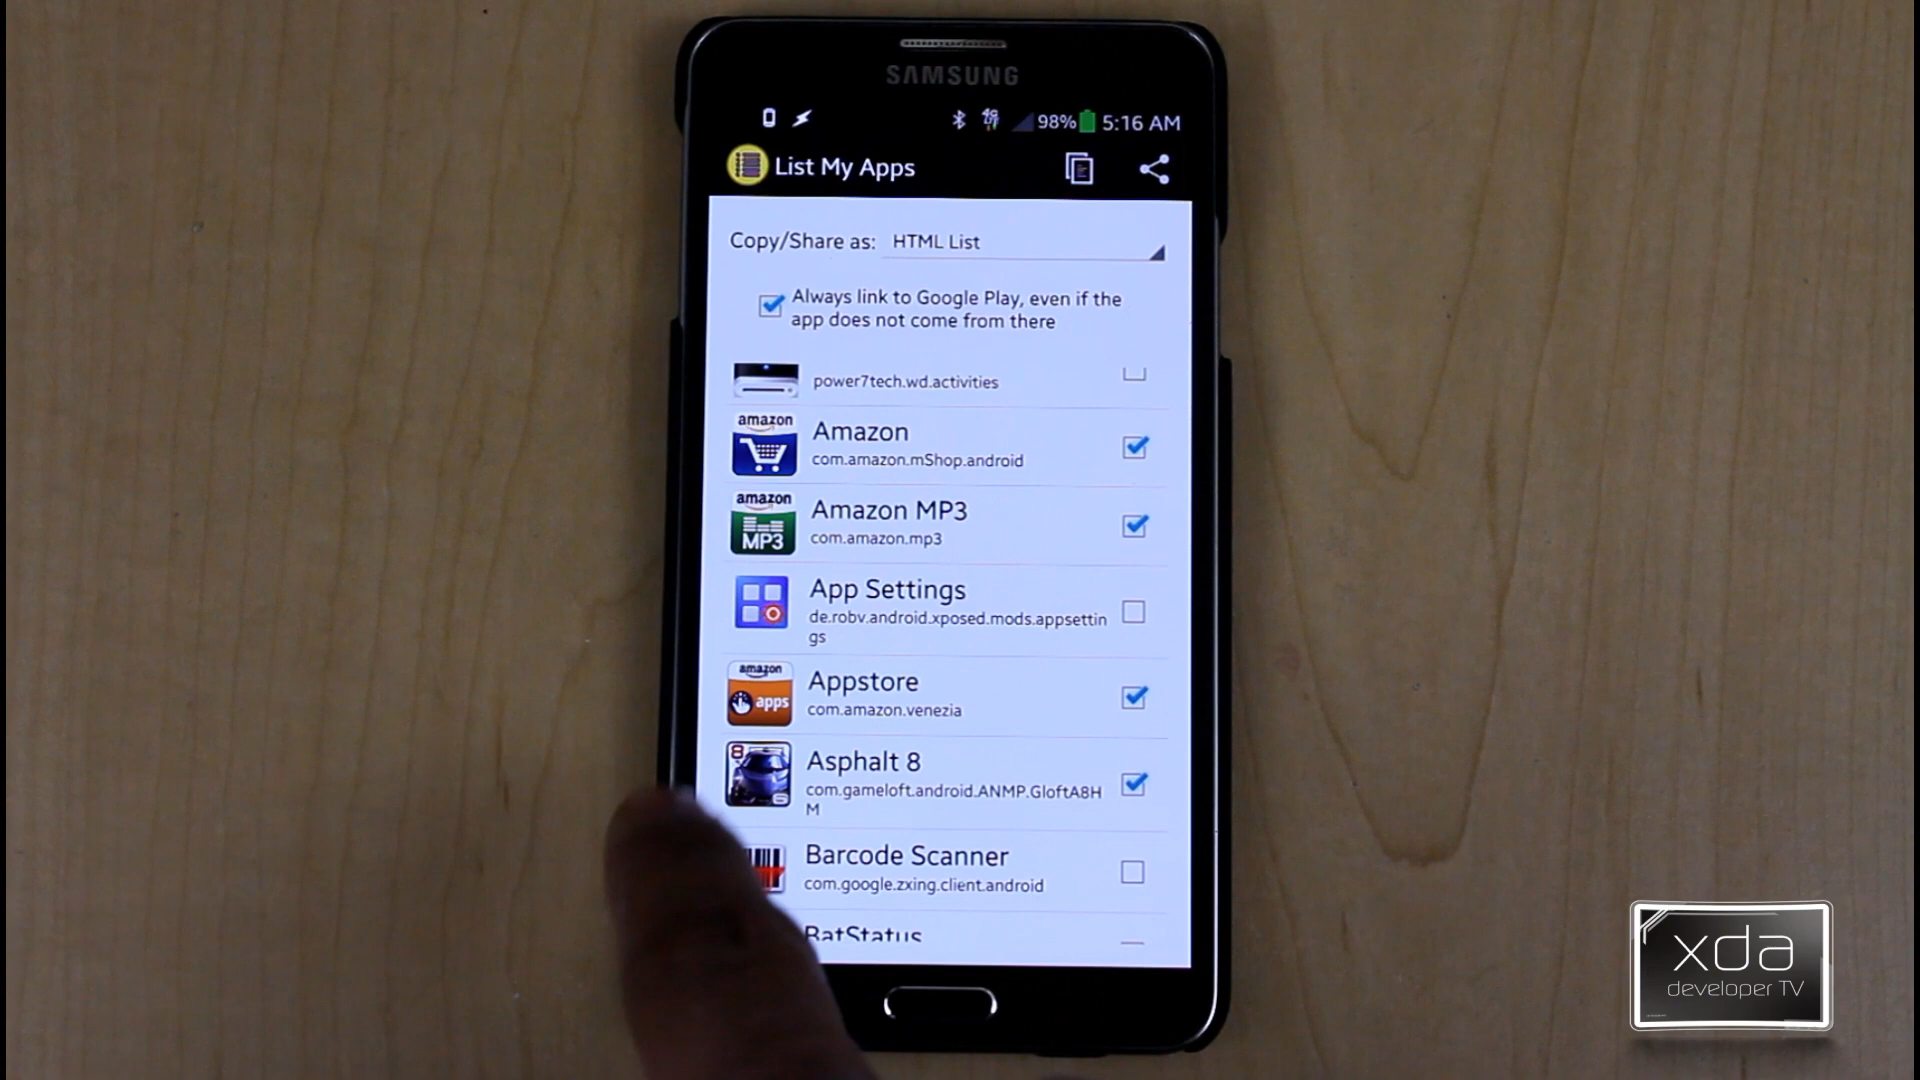 SAMSUNG
98% 5:16 AM
List My Apps
Copy/Share as: HTML List
Always link to Google Play, even if the
app does not come from there
power7tech.wd.activities
amazon
Amazon
com.amazon.mShop.android
amazon
MP3
Amazon MP3
com.amazon.mp3
App Settings
de.robv.android.xposed.mods.appsettin
gs
amazon
apps
Appstore
com.amazon.venezia
8
Asphalt 8
com.gameloft.android.ANMP.GloftA8H
M
Barcode Scanner
com.google.zxing.client.android
BatStatus
xda
developer TV